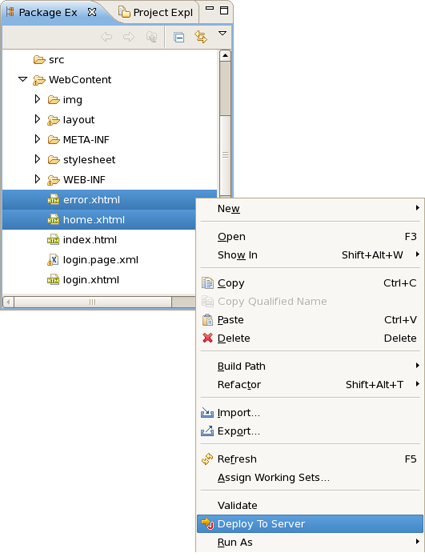 Package Ex
Project Expl
src
WebContent
img
layout
META-INF
stylesheet
WEB-INF
error.xhtml
home.xhtml
index.html
login.page.xml
login.xhtml
New
Open F3
Show In Shift+Alt+W
Copy Ctrl+C
Copy Qualified Name
Paste Ctrl+V
Delete Delete
Build Path
Refactor Shift+Alt+T
Import...
Export...
Refresh F5
Assign Working Sets...
Validate
Deploy To Server
Run As